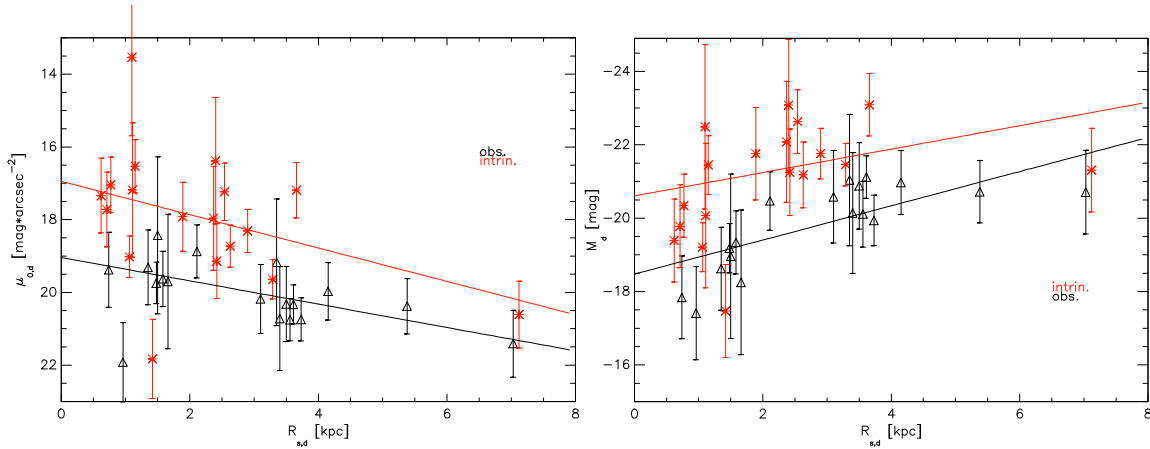 14
16
18
20
22
μ0,d [mag*arcsec−2]
obs.
intrin.
0 2 4 6 8
Rs,d [kpc]
−24
−22
−20
−18
−16
Md [mag]
intrin.
obs.
0 2 4 6 8
Rs,d [kpc]